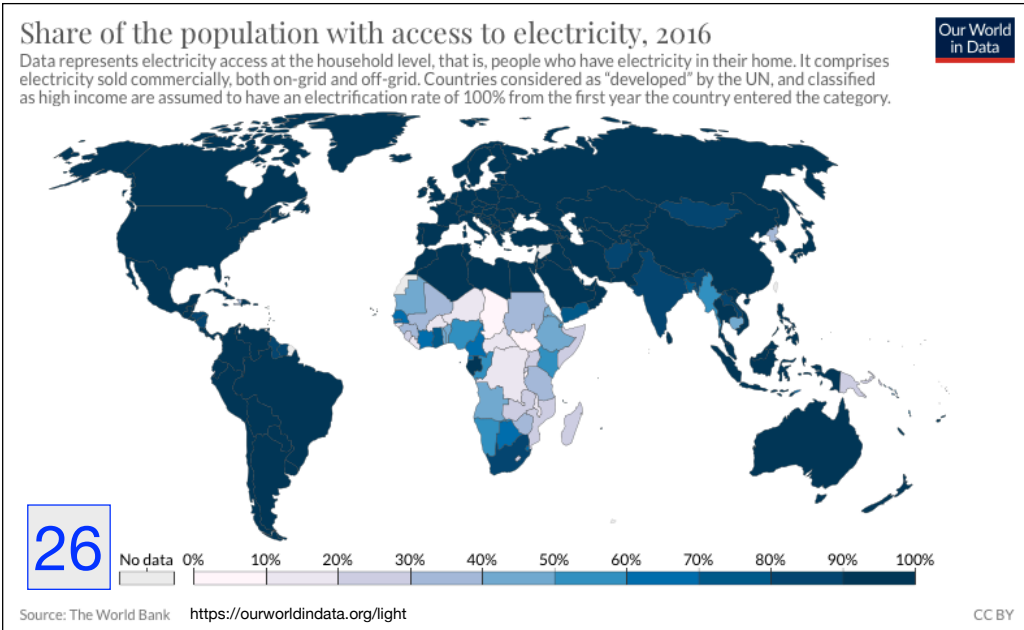 Share of the population with access to electricity, 2016
Our World
in Data
Data represents electricity access at the household level, that is, people who have electricity in their home. It comprises
electricity sold commercially, both on-grid and off-grid. Countries considered as “developed” by the UN, and classified
as high income are assumed to have an electrification rate of 100% from the first year the country entered the category.
26
No data 0% 10% 20% 30% 40% 50% 60% 70% 80% 90% 100%
Source: The World Bank https://ourworldindata.org/light CC BY